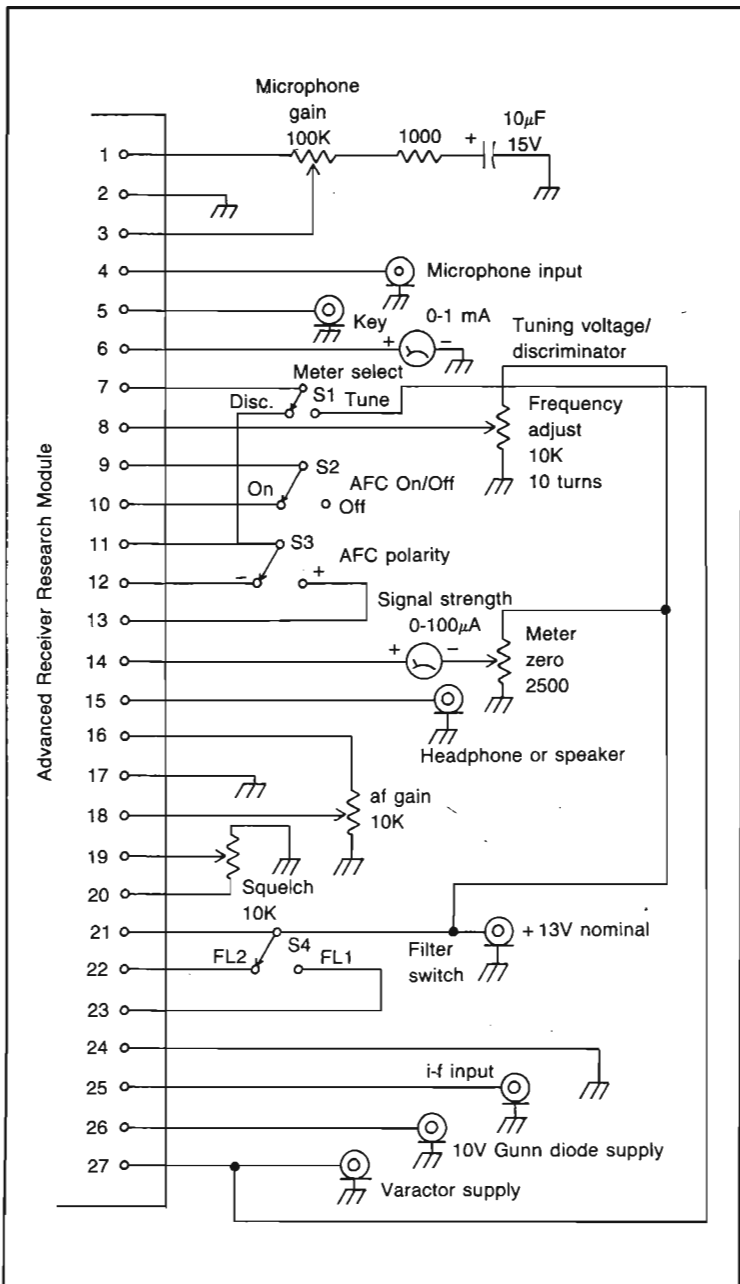 Microphone
gain
100K
1000
+
10μF
15V
1
2
3
4
Microphone input
5
Key
0-1 mA
6
+
−
Tuning voltage/
discriminator
Meter select
7
Disc.
S1
Tune
8
Frequency
adjust
10K
10 turns
9
S2
On
AFC On/Off
Off
10
11
S3
AFC polarity
12
−
+
13
Signal strength
0-100μA
14
+
−
Meter
zero
2500
15
Headphone or speaker
16
17
18
af gain
10K
19
Squelch
10K
20
21
S4
Filter
switch
+ 13V nominal
22
FL2
FL1
23
24
25
i-f input
26
10V Gunn diode supply
27
Varactor supply
Advanced Receiver Research Module